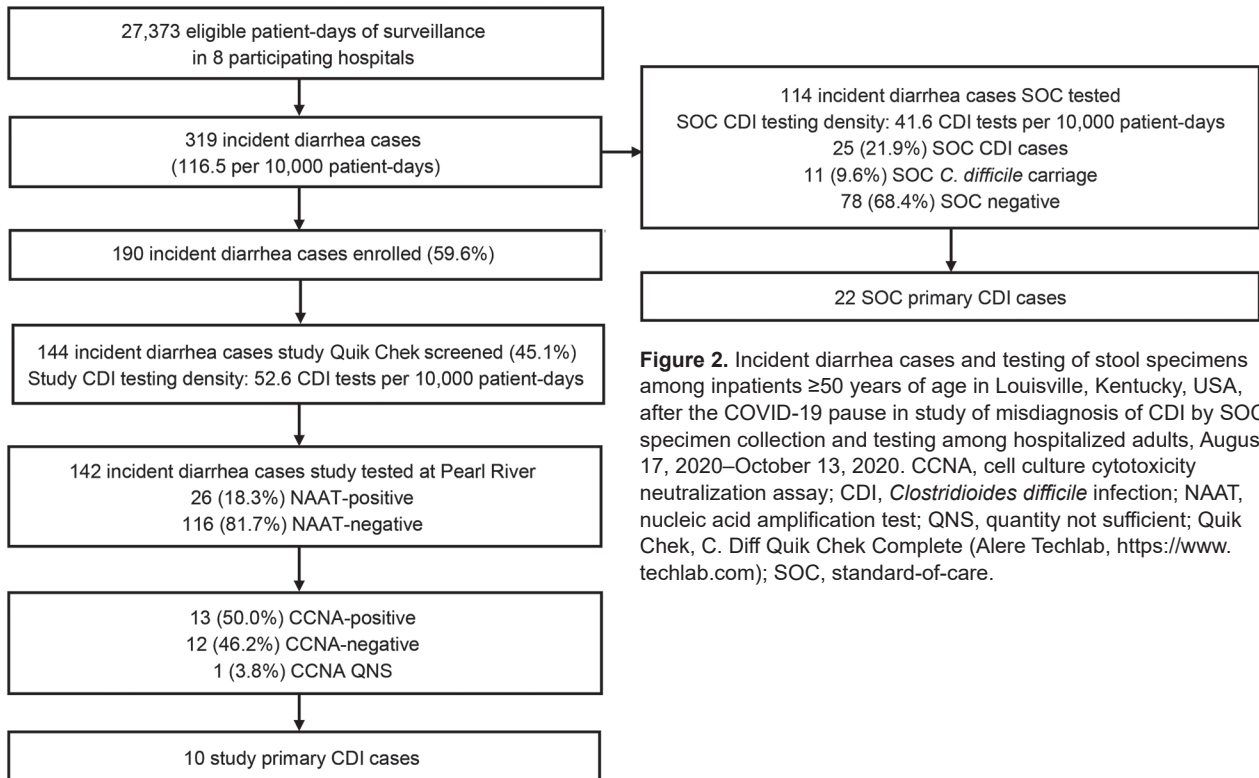 27,373 eligible patient-days of surveillance
in 8 participating hospitals
319 incident diarrhea cases
(116.5 per 10,000 patient-days)
190 incident diarrhea cases enrolled (59.6%)
144 incident diarrhea cases study Quik Chek screened (45.1%)
Study CDI testing density: 52.6 CDI tests per 10,000 patient-days
142 incident diarrhea cases study tested at Pearl River
26 (18.3%) NAAT-positive
116 (81.7%) NAAT-negative
13 (50.0%) CCNA-positive
12 (46.2%) CCNA-negative
1 (3.8%) CCNA QNS
10 study primary CDI cases
114 incident diarrhea cases SOC tested
SOC CDI testing density: 41.6 CDI tests per 10,000 patient-days
25 (21.9%) SOC CDI cases
11 (9.6%) SOC C. difficile carriage
78 (68.4%) SOC negative
22 SOC primary CDI cases
Figure 2. Incident diarrhea cases and testing of stool specimens
among inpatients ≥50 years of age in Louisville, Kentucky, USA,
after the COVID-19 pause in study of misdiagnosis of CDI by SOC
specimen collection and testing among hospitalized adults, Augus
17, 2020–October 13, 2020. CCNA, cell culture cytotoxicity
neutralization assay; CDI, Clostridioides difficile infection; NAAT,
nucleic acid amplification test; QNS, quantity not sufficient; Quik
Chek, C. Diff Quik Chek Complete (Alere Techlab, https://www.
techlab.com); SOC, standard-of-care.